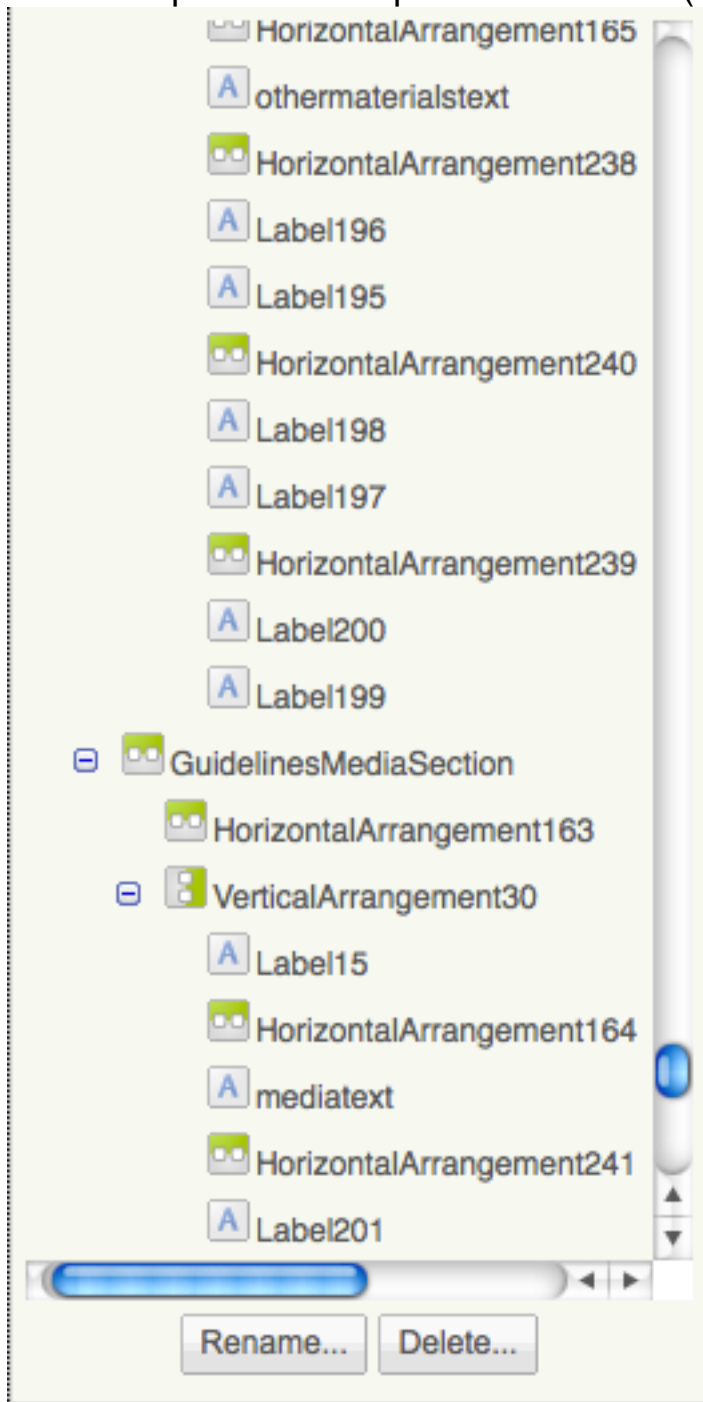 HorizontalArrangement165
othermaterialstext
HorizontalArrangement238
Label196
Label195
HorizontalArrangement240
Label198
Label197
HorizontalArrangement239
Label200
Label199
GuidelinesMediaSection
HorizontalArrangement163
VerticalArrangement30
Label15
HorizontalArrangement164
mediatext
HorizontalArrangement241
Label201
Rename... Delete...